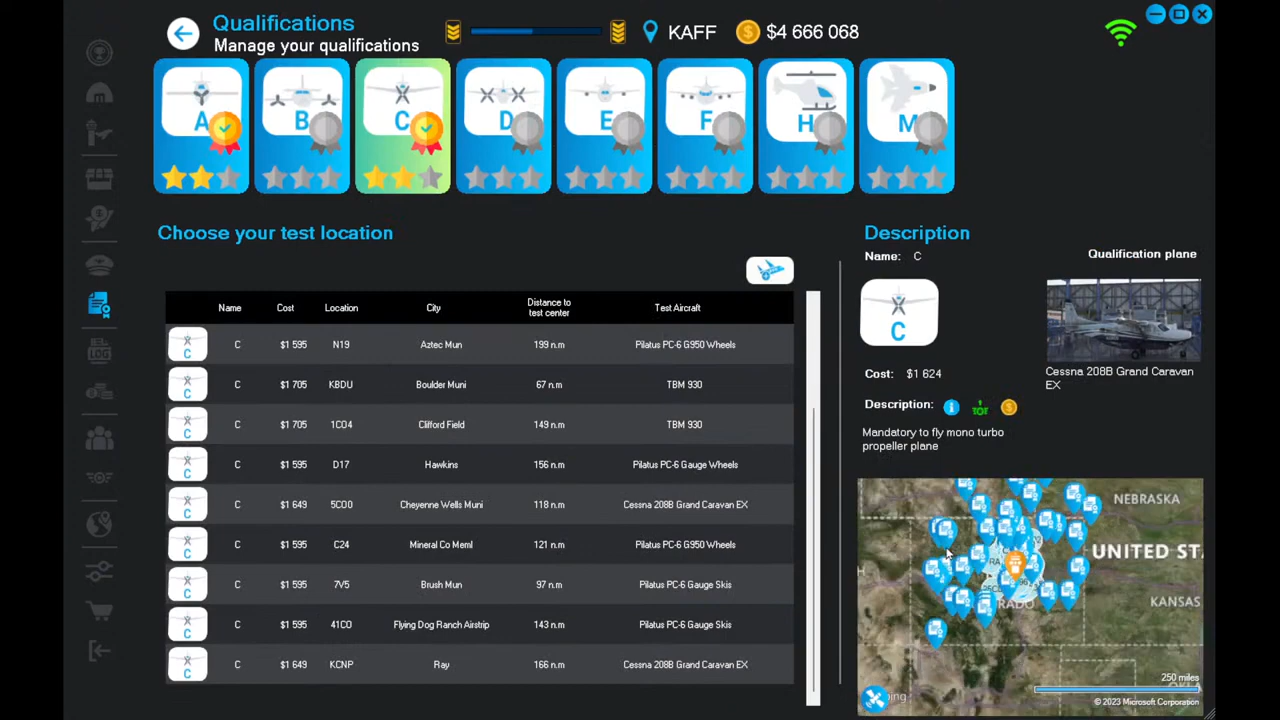 Qualifications
Manage your qualifications
KAFF
$4 666 068
A
B
C
D
E
F
H
M
Choose your test location
Name
Cost
Location
City
Distance to
test center
Test Aircraft
C
C
$1 595
N19
Aztec Mun
199 n.m
Pilatus PC-6 G950 Wheels
C
C
$1 705
KBDU
Boulder Muni
67 n.m
TBM 930
C
C
$1 705
1CO4
Clifford Field
149 n.m
TBM 930
C
C
$1 595
D17
Hawkins
156 n.m
Pilatus PC-6 Gauge Wheels
C
C
$1 649
5CO0
Cheyenne Wells Muni
118 n.m
Cessna 208B Grand Caravan EX
C
C
$1 595
C24
Mineral Co Meml
121 n.m
Pilatus PC-6 G950 Wheels
C
C
$1 595
7V5
Brush Mun
97 n.m
Pilatus PC-6 Gauge Skis
C
C
$1 595
41CO
Flying Dog Ranch Airstrip
143 n.m
Pilatus PC-6 Gauge Skis
C
C
$1 649
KCNP
Ray
166 n.m
Cessna 208B Grand Caravan EX
Description
Name: C
C
Qualification plane
Cessna 208B Grand Caravan
EX
Cost: $1 624
Description:
TOT
Mandatory to fly mono turbo
propeller plane
NEBRASKA
UNITED STA
RADO
KANSAS
250 miles
© 2023 Microsoft Corporation
LOG